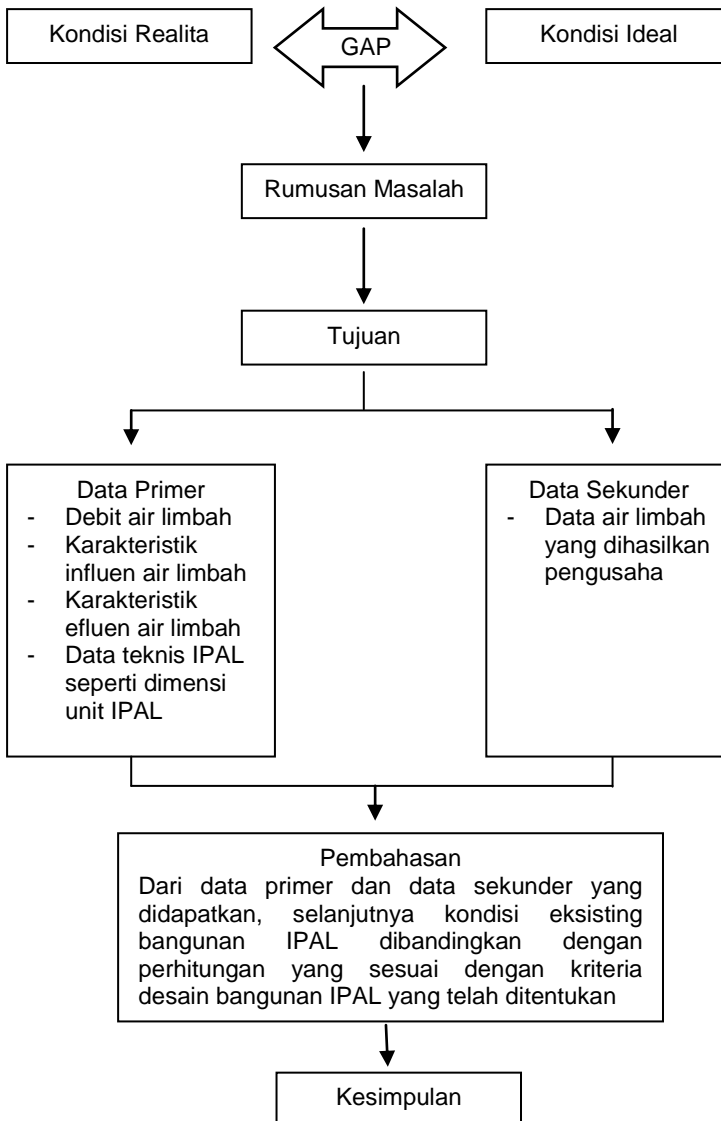 Kondisi Realita
GAP
Kondisi Ideal
Rumusan Masalah
Tujuan
Data Primer
- Debit air limbah
- Karakteristik
influen air limbah
- Karakteristik
efluen air limbah
- Data teknis IPAL
seperti dimensi
unit IPAL
Data Sekunder
- Data air limbah
yang dihasilkan
pengusaha
Pembahasan
Dari data primer dan data sekunder yang
didapatkan, selanjutnya kondisi eksisting
bangunan IPAL dibandingkan dengan
perhitungan yang sesuai dengan kriteria
desain bangunan IPAL yang telah ditentukan
Kesimpulan